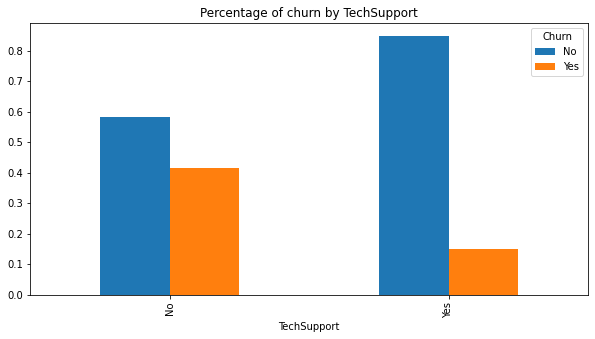 Percentage of churn by TechSupport
Churn
No
Yes
0.8
0.7
0.6
0.5
0.4
0.3
0.2
0.1
0.0
No
Yes
TechSupport